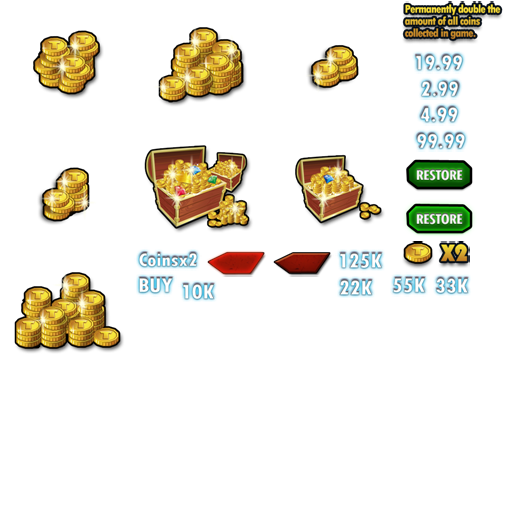 Permanently double the
amount of all coins
collected in game.
19.99
2.99
4.99
99.99
RESTORE
RESTORE
X2
Coinsx2
125K
BUY
10K
22K
55K
33K